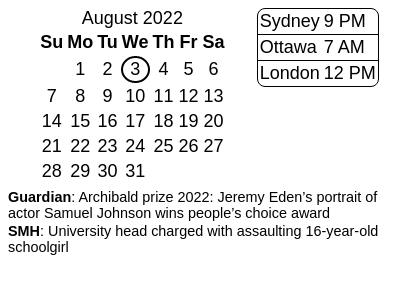 August 2022
Su Mo Tu We Th Fr Sa
1 2 3 4 5 6
7 8 9 10 11 12 13
14 15 16 17 18 19 20
21 22 23 24 25 26 27
28 29 30 31
Sydney 9 PM
Ottawa 7 AM
London 12 PM
Guardian: Archibald prize 2022: Jeremy Eden’s portrait of
actor Samuel Johnson wins people’s choice award
SMH: University head charged with assaulting 16-year-old
schoolgirl